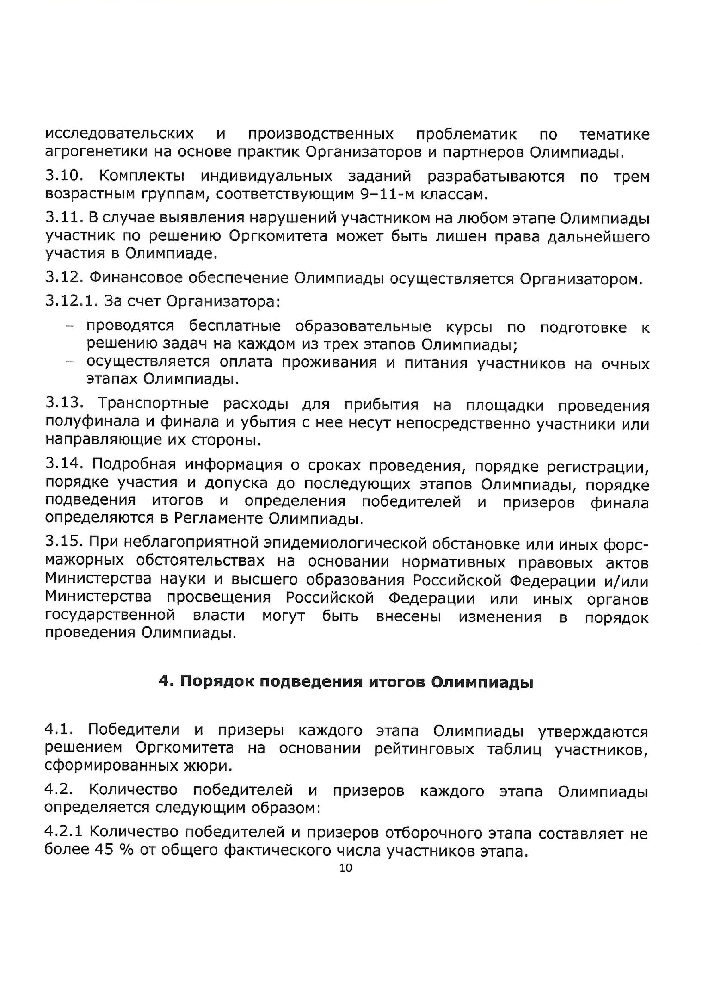 исследовательских и производственных проблематик по тематике
агрогенетики на основе практик Организаторов и партнеров Олимпиады.
3.10. Комплекты индивидуальных заданий разрабатываются по трем
возрастным группам, соответствующим 9–11-м классам.
3.11. В случае выявления нарушений участником на любом этапе Олимпиады
участник по решению Оргкомитета может быть лишен права дальнейшего
участия в Олимпиаде.
3.12. Финансовое обеспечение Олимпиады осуществляется Организатором.
3.12.1. За счет Организатора:
– проводятся бесплатные образовательные курсы по подготовке к
решению задач на каждом из трех этапов Олимпиады;
– осуществляется оплата проживания и питания участников на очных
этапах Олимпиады.
3.13. Транспортные расходы для прибытия на площадки проведения
полуфинала и финала и убытия с нее несут непосредственно участники или
направляющие их стороны.
3.14. Подробная информация о сроках проведения, порядке регистрации,
порядке участия и допуска до последующих этапов Олимпиады, порядке
подведения итогов и определения победителей и призеров финала
определяются в Регламенте Олимпиады.
3.15. При неблагоприятной эпидемиологической обстановке или иных форс-
мажорных обстоятельствах на основании нормативных правовых актов
Министерства науки и высшего образования Российской Федерации и/или
Министерства просвещения Российской Федерации или иных органов
государственной власти могут быть внесены изменения в порядок
проведения Олимпиады.
4. Порядок подведения итогов Олимпиады
4.1. Победители и призеры каждого этапа Олимпиады утверждаются
решением Оргкомитета на основании рейтинговых таблиц участников,
сформированных жюри.
4.2. Количество победителей и призеров каждого этапа Олимпиады
определяется следующим образом:
4.2.1 Количество победителей и призеров отборочного этапа составляет не
более 45 % от общего фактического числа участников этапа.
10